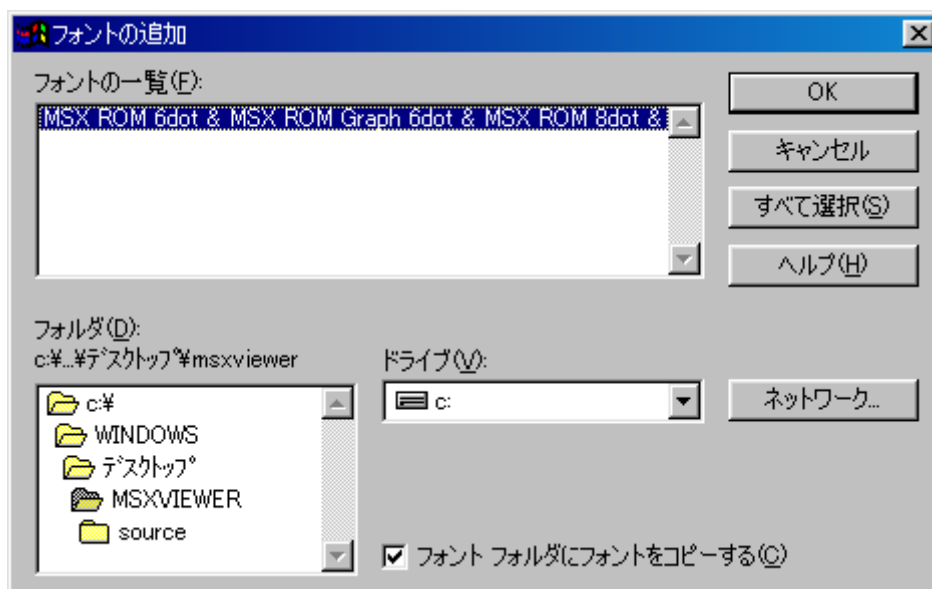 フォントの追加
フォントの一覧(F):
MSX ROM 6dot & MSX ROM Graph 6dot & MSX ROM 8dot &
OK
キャンセル
すべて選択(S)
ヘルプ(H)
フォルダ(D):
c:¥...¥デスクトップ¥msxviewer
c:¥
WINDOWS
デスクトップ
MSXVIEWER
source
ドライブ(V):
c:
ネットワーク...
フォント フォルダにフォントをコピーする(C)